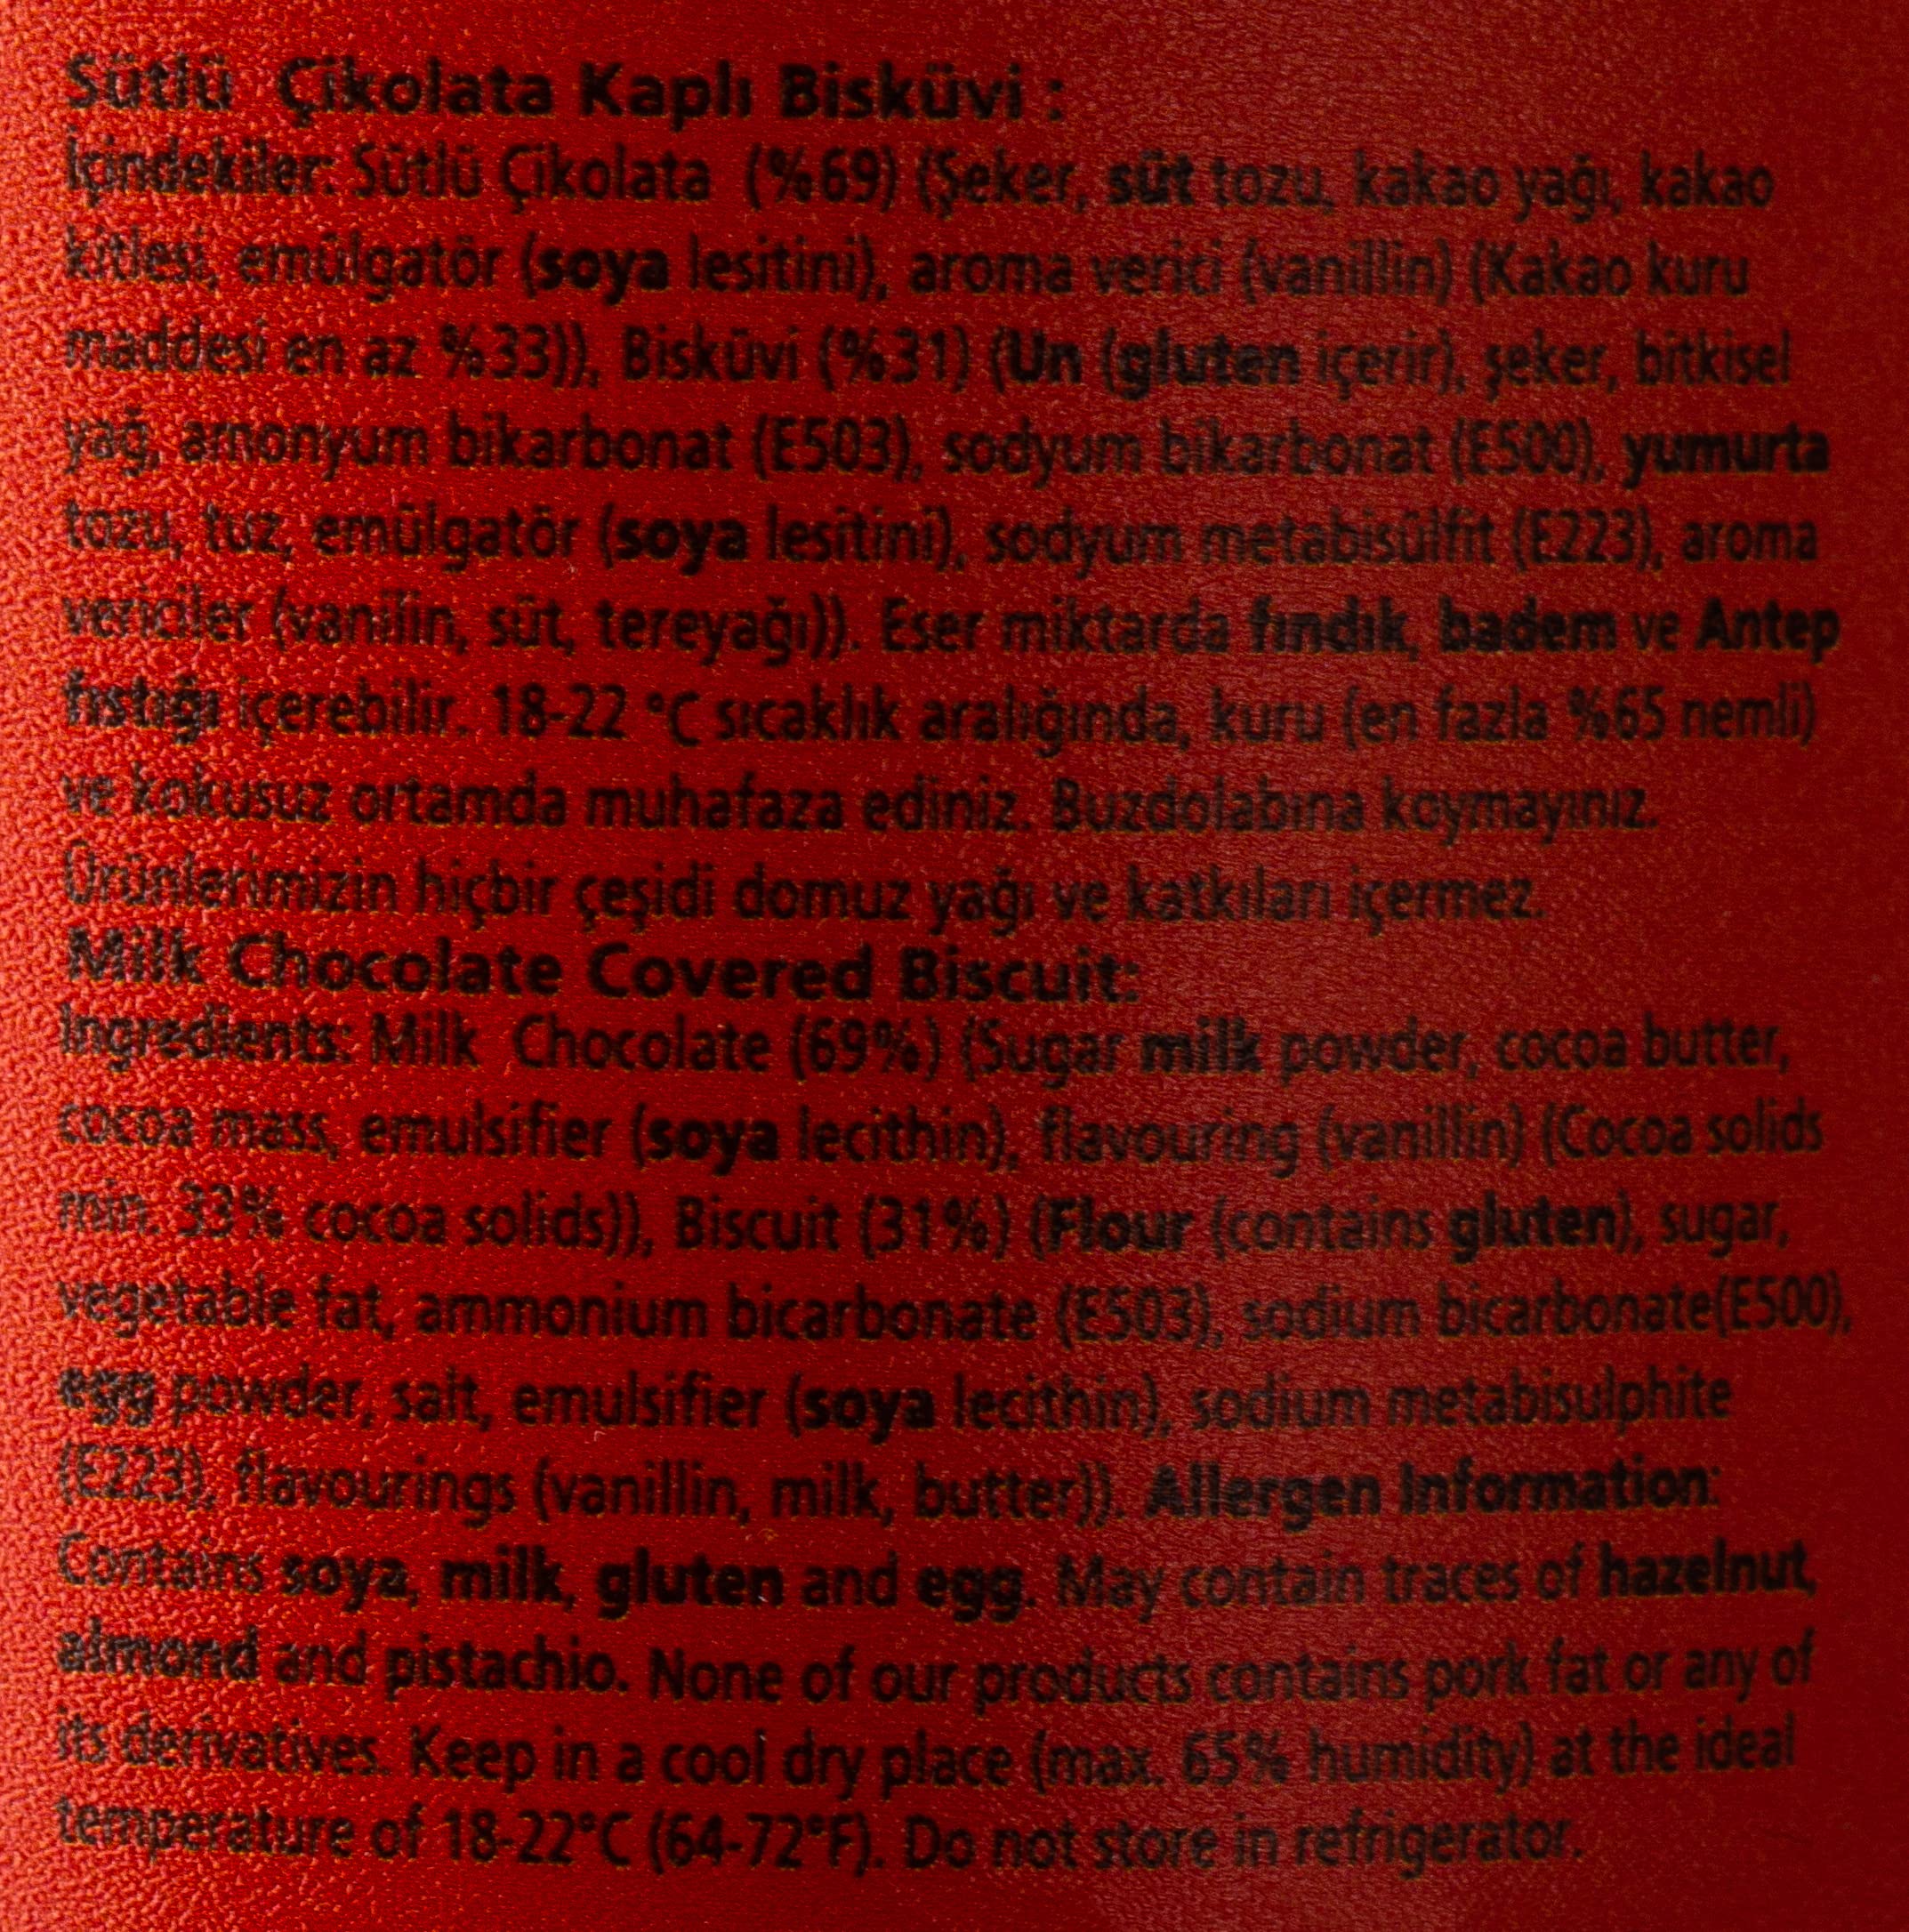 Sütlü Çikolata Kaplı Bisküvi :
İçindekiler: Sütlü Çikolata (%69) (Şeker, süt tozu, kakao yağı, kakao
kitlesi, emülgatör (soya lesitini), aroma verici (vanillin) (Kakao kuru
maddesi en az %33)), Bisküvi (%31) (Un (gluten içerir), şeker, bitkisel
yağ, amonyum bikarbonat (E503), sodyum bikarbonat (E500), yumurta
tozu, tuz, emülgatör (soya lesitini), sodyum metabisülfit (E223), aroma
vericiler (vanilin, süt, tereyağı)). Eser miktarda fındık, badem ve Antep
fıstığı içerebilir. 18-22 °C sıcaklık aralığında, kuru (en fazla %65 nemli)
ve kokusuz ortamda muhafaza ediniz. Buzdolabına koymayınız.
Ürünlerimizin hiçbir çeşidi domuz yağı ve katkıları içermez.
Milk Chocolate Covered Biscuit:
Ingredients: Milk Chocolate (69%) (Sugar milk powder, cocoa butter,
cocoa mass, emulsifier (soya lecithin), flavouring (vanillin) (Cocoa solids
min. 33% cocoa solids)), Biscuit (31%) (Flour (contains gluten), sugar,
vegetable fat, ammonium bicarbonate (E503), sodium bicarbonate(E500),
egg powder, salt, emulsifier (soya lecithin), sodium metabisulphite
(E223), flavourings (vanillin, milk, butter)). Allergen Information:
Contains soya, milk, gluten and egg. May contain traces of hazelnut,
almond and pistachio. None of our products contains pork fat or any of
its derivatives. Keep in a cool dry place (max. 65% humidity) at the ideal
temperature of 18-22°C (64-72°F). Do not store in refrigerator.